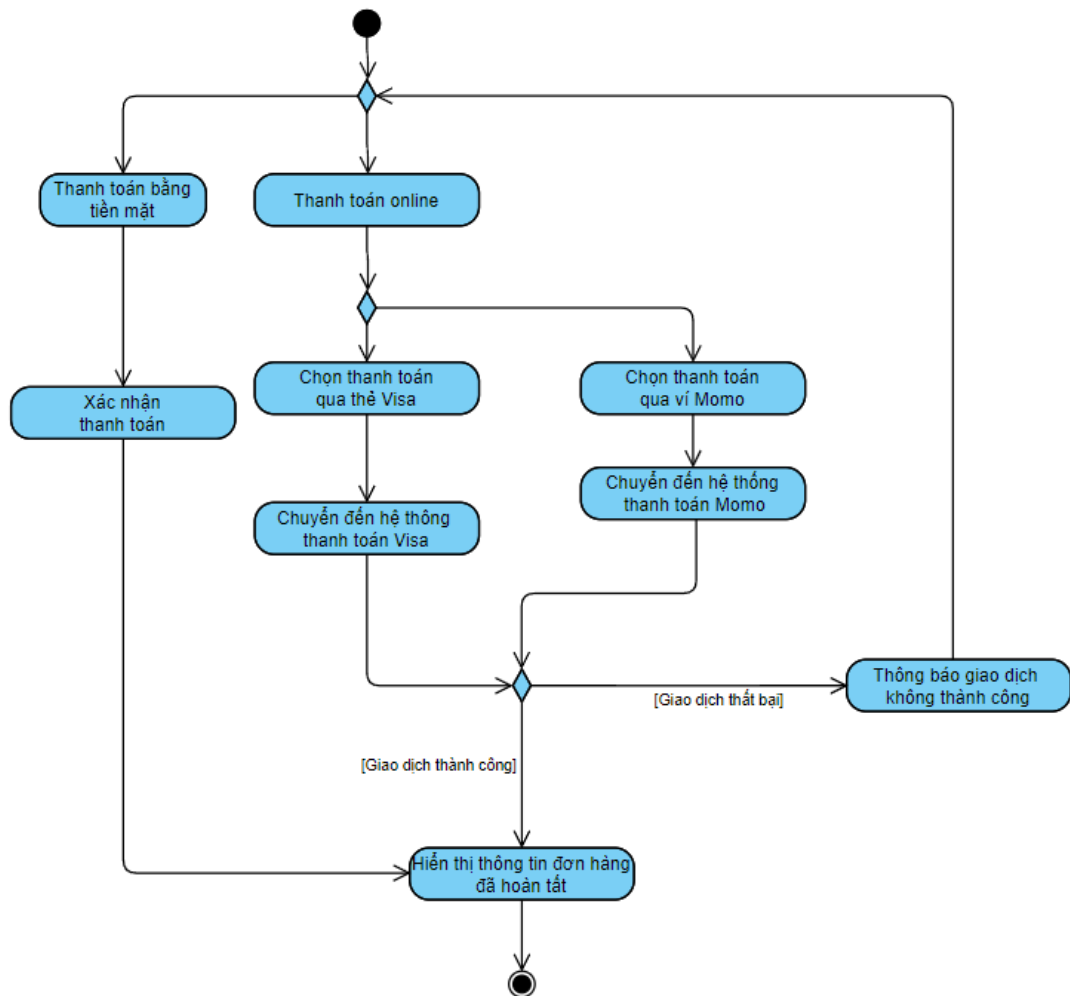 Thanh toán bằng
tiền mặt
Thanh toán online
Chọn thanh toán
qua thẻ Visa
Chọn thanh toán
qua ví Momo
Xác nhận
thanh toán
Chuyển đến hệ thống
thanh toán Momo
Chuyển đến hệ thông
thanh toán Visa
Thông báo giao dịch
không thành công
[Giao dịch thất bại]
[Giao dịch thành công]
Hiển thị thông tin đơn hàng
đã hoàn tất